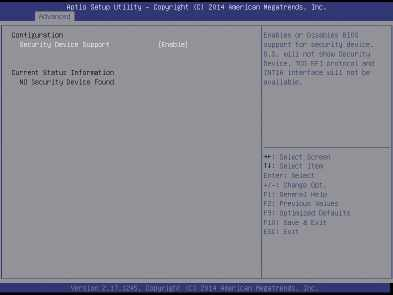 Aptio Setup Utility - Copyright (C) 2014 American Megatrends, Inc.
Advanced
Configuration
Security Device Support [Enable]
Current Status Information
NO Security Device Found
Enables or Disables BIOS
support for security device.
O.S. will not show Security
Device. TCG EFI protocol and
INT1A interface will not be
available.
→←: Select Screen
↑↓: Select Item
Enter: Select
+/-: Change Opt.
F1: General Help
F2: Previous Values
F9: Optimized Defaults
F10: Save & Exit
ESC: Exit
Version 2.17.1245. Copyright (C) 2014 American Megatrends, Inc.